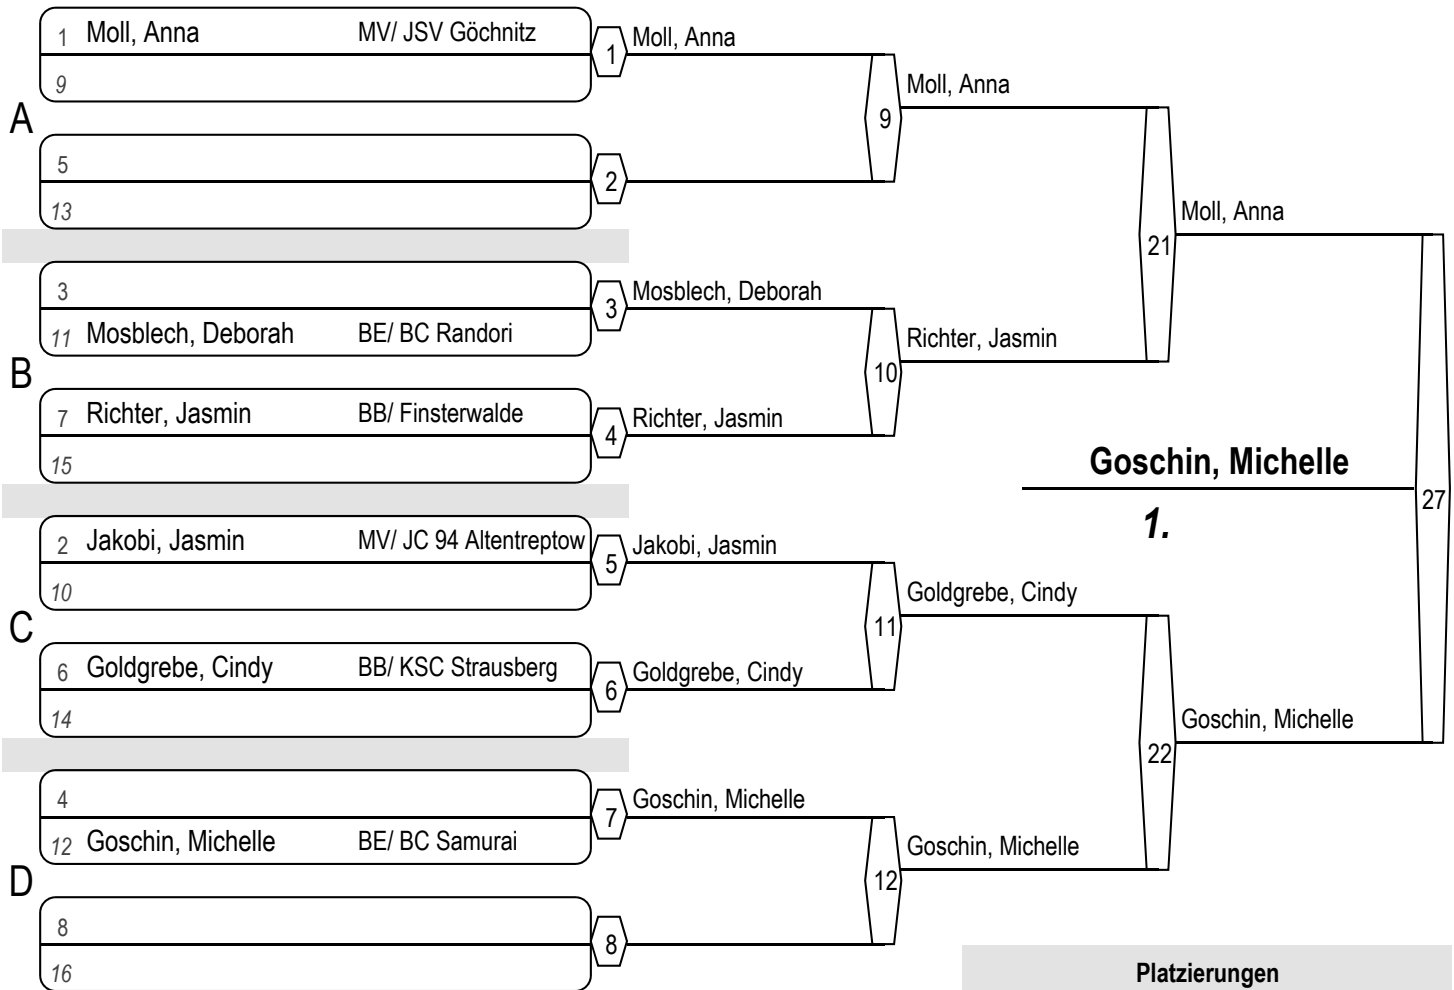 1 Moll, Anna MV/ JSV Göchnitz
9
1 Moll, Anna
A
5
13
2
9 Moll, Anna
3
11 Mosblech, Deborah BE/ BC Randori
3 Mosblech, Deborah
B
7 Richter, Jasmin BB/ Finsterwalde
15
4 Richter, Jasmin
10 Richter, Jasmin
21 Moll, Anna
2 Jakobi, Jasmin MV/ JC 94 Altentreptow
10
5 Jakobi, Jasmin
C
6 Goldgrebe, Cindy BB/ KSC Strausberg
14
6 Goldgrebe, Cindy
11 Goldgrebe, Cindy
4
12 Goschin, Michelle BE/ BC Samurai
7 Goschin, Michelle
D
8
16
8
12 Goschin, Michelle
22 Goschin, Michelle
27
Goschin, Michelle
1.
Platzierungen